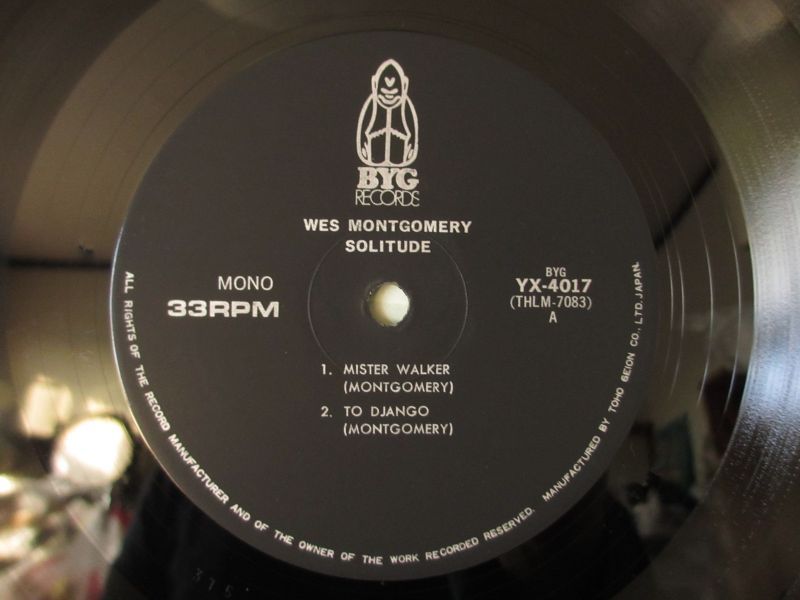 BYG
RECORDS
WES MONTGOMERY
SOLITUDE
MONO
33RPM
BYG
YX-4017
(THLM-7083)
A
1. MISTER WALKER
(MONTGOMERY)
2. TO DJANGO
(MONTGOMERY)
ALL RIGHTS OF THE RECORD MANUFACTURER AND OF THE OWNER OF THE WORK RECORDED RESERVED. MANUFACTURED BY TOHO GEION CO., LTD. JAPAN.